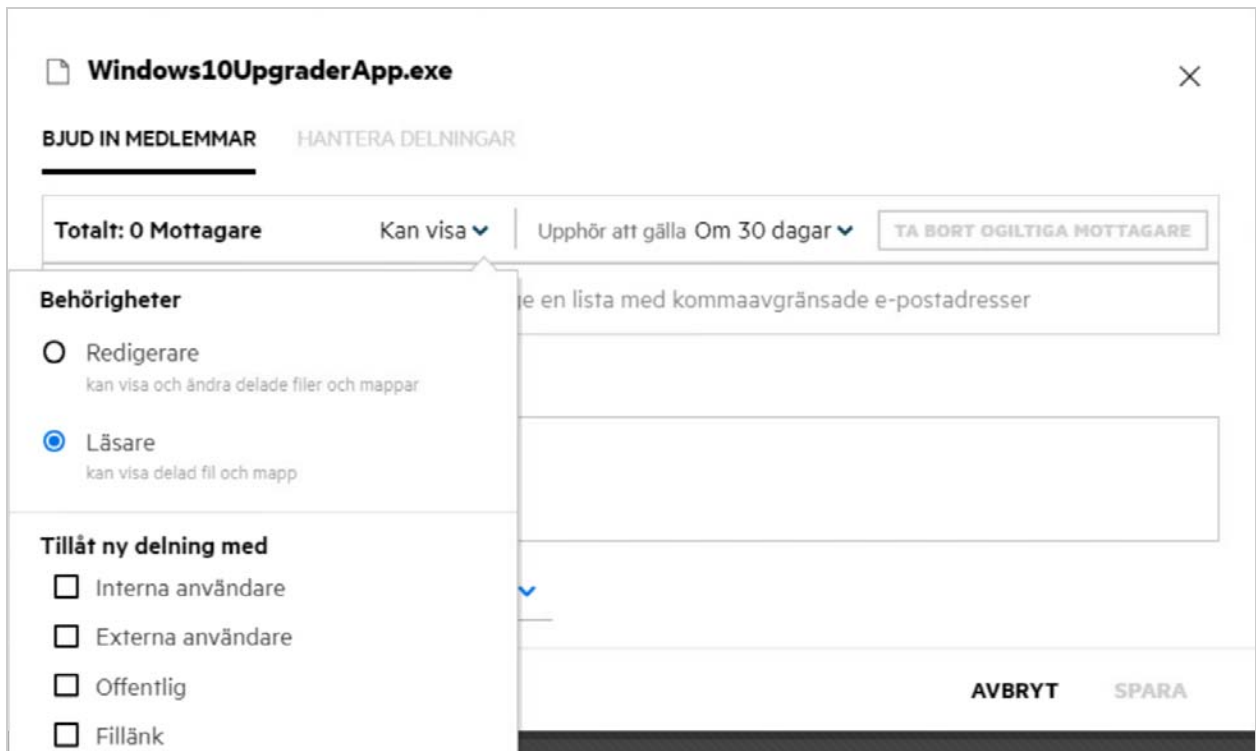 Windows10UpgraderApp.exe
BJUD IN MEDLEMMAR HANTERA DELNINGAR
Totalt: 0 Mottagare Kan visa Upphör att gälla Om 30 dagar TA BORT OGILTIGA MOTTAGARE
en lista med kommaavgränsade e-postadresser
Behörigheter
Redigerare
kan visa och ändra delade filer och mappar
Läsare
kan visa delad fil och mapp
Tillåt ny delning med
Interna användare
Externa användare
Offentlig
Fillänk
AVBRYT SPARA